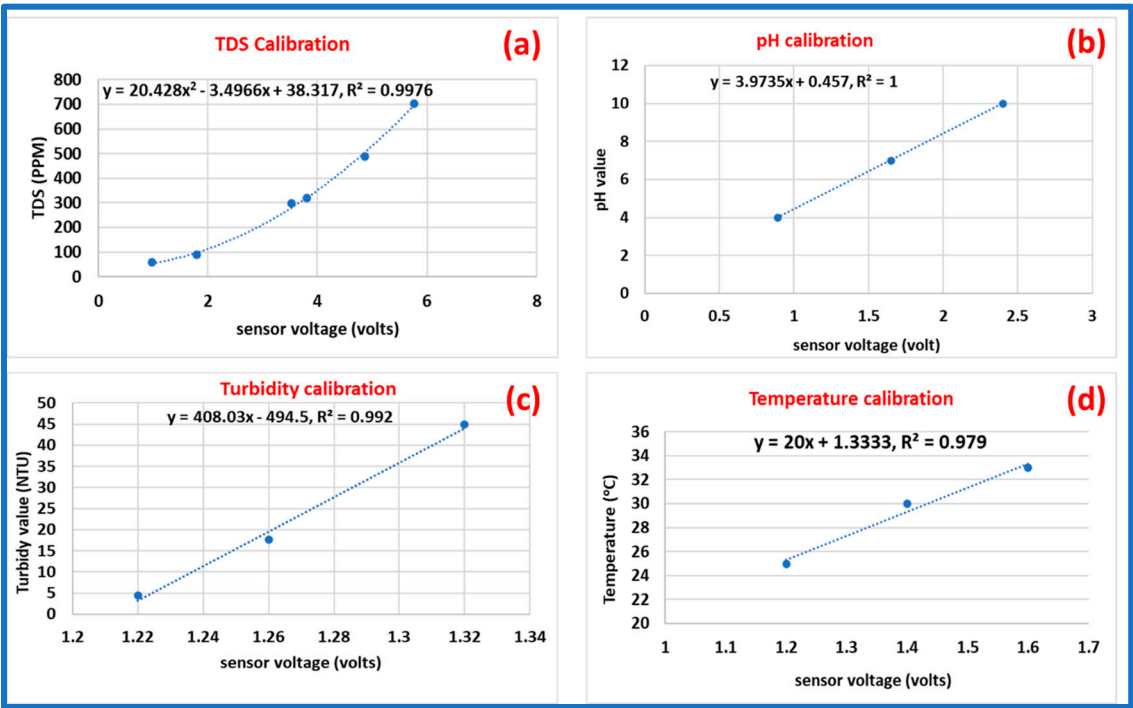 TDS Calibration
(a)
y = 20.428x² - 3.4966x + 38.317, R² = 0.9976
800
700
600
500
400
300
200
100
0
TDS (PPM)
0 2 4 6 8
sensor voltage (volts)
pH calibration
(b)
y = 3.9735x + 0.457, R² = 1
12
10
8
6
4
2
0
pH value
0 0.5 1 1.5 2 2.5 3
sensor voltage (volt)
Turbidity calibration
(c)
y = 408.03x - 494.5, R² = 0.992
50
45
40
35
30
25
20
15
10
5
0
Turbidy value (NTU)
1.2 1.22 1.24 1.26 1.28 1.3 1.32 1.34
sensor voltage (volts)
Temperature calibration
(d)
y = 20x + 1.3333, R² = 0.979
36
34
32
30
28
26
24
22
20
Temperature (°C)
1 1.1 1.2 1.3 1.4 1.5 1.6 1.7
sensor voltage (volts)